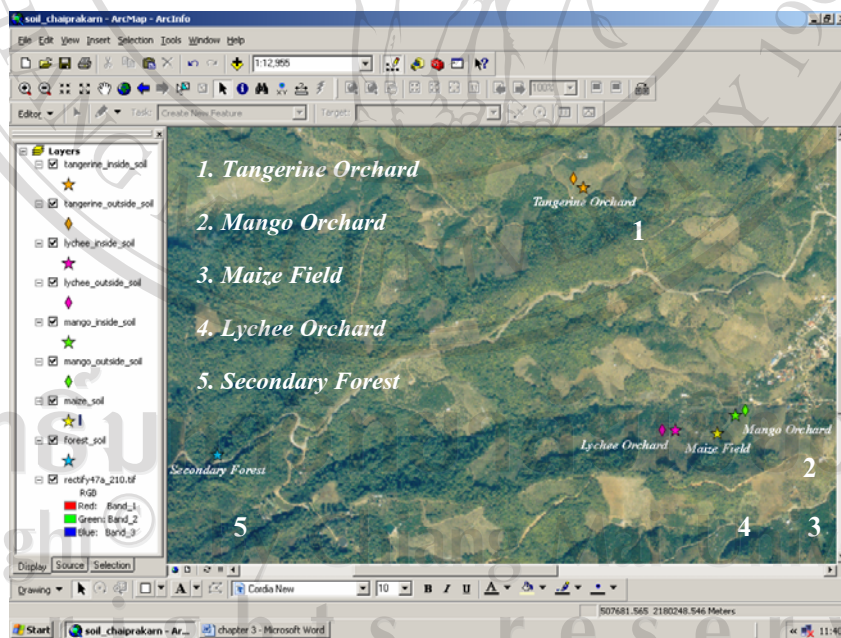 soil_chaiprakarn - ArcMap - ArcInfo
File Edit View Insert Selection Tools Window Help
1:12,955
100%
Editor Task: Create New Feature Target:
Layers
tangerine_inside_soil
tangerine_outside_soil
lychee_inside_soil
lychee_outside_soil
mango_inside_soil
mango_outside_soil
maize_soil
forest_soil
rectify47a_210.tif
RGB
Red: Band_1
Green: Band_2
Blue: Band_3
1. Tangerine Orchard
2. Mango Orchard
3. Maize Field
4. Lychee Orchard
5. Secondary Forest
Tangerine Orchard
1
Mango Orchard
Lychee Orchard
Maize Field
Secondary Forest
2
5
4
3
Display Source Selection
Drawing A Cordia New 10 B I U A
507681.565 2180248.546 Meters
Start soil_chaiprakarn - Ar... chapter 3 - Microsoft Word 11:40